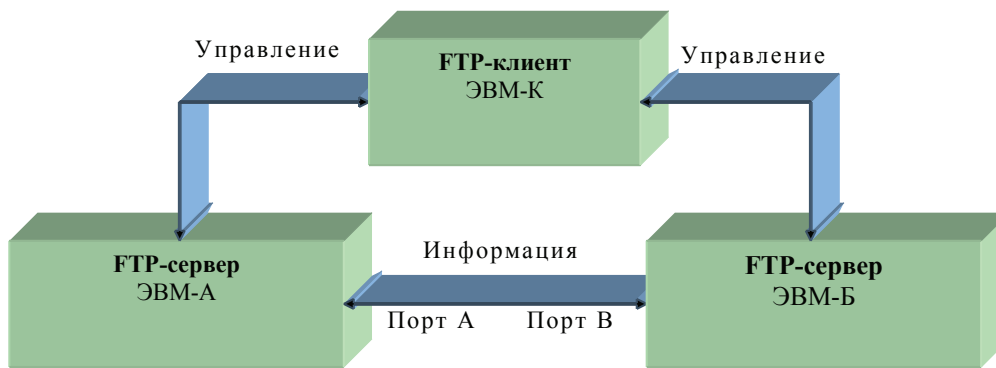 Управление
FTP-клиент
ЭВМ-К
Управление
FTP-сервер
ЭВМ-А
Информация
Порт А
Порт В
FTP-сервер
ЭВМ-Б